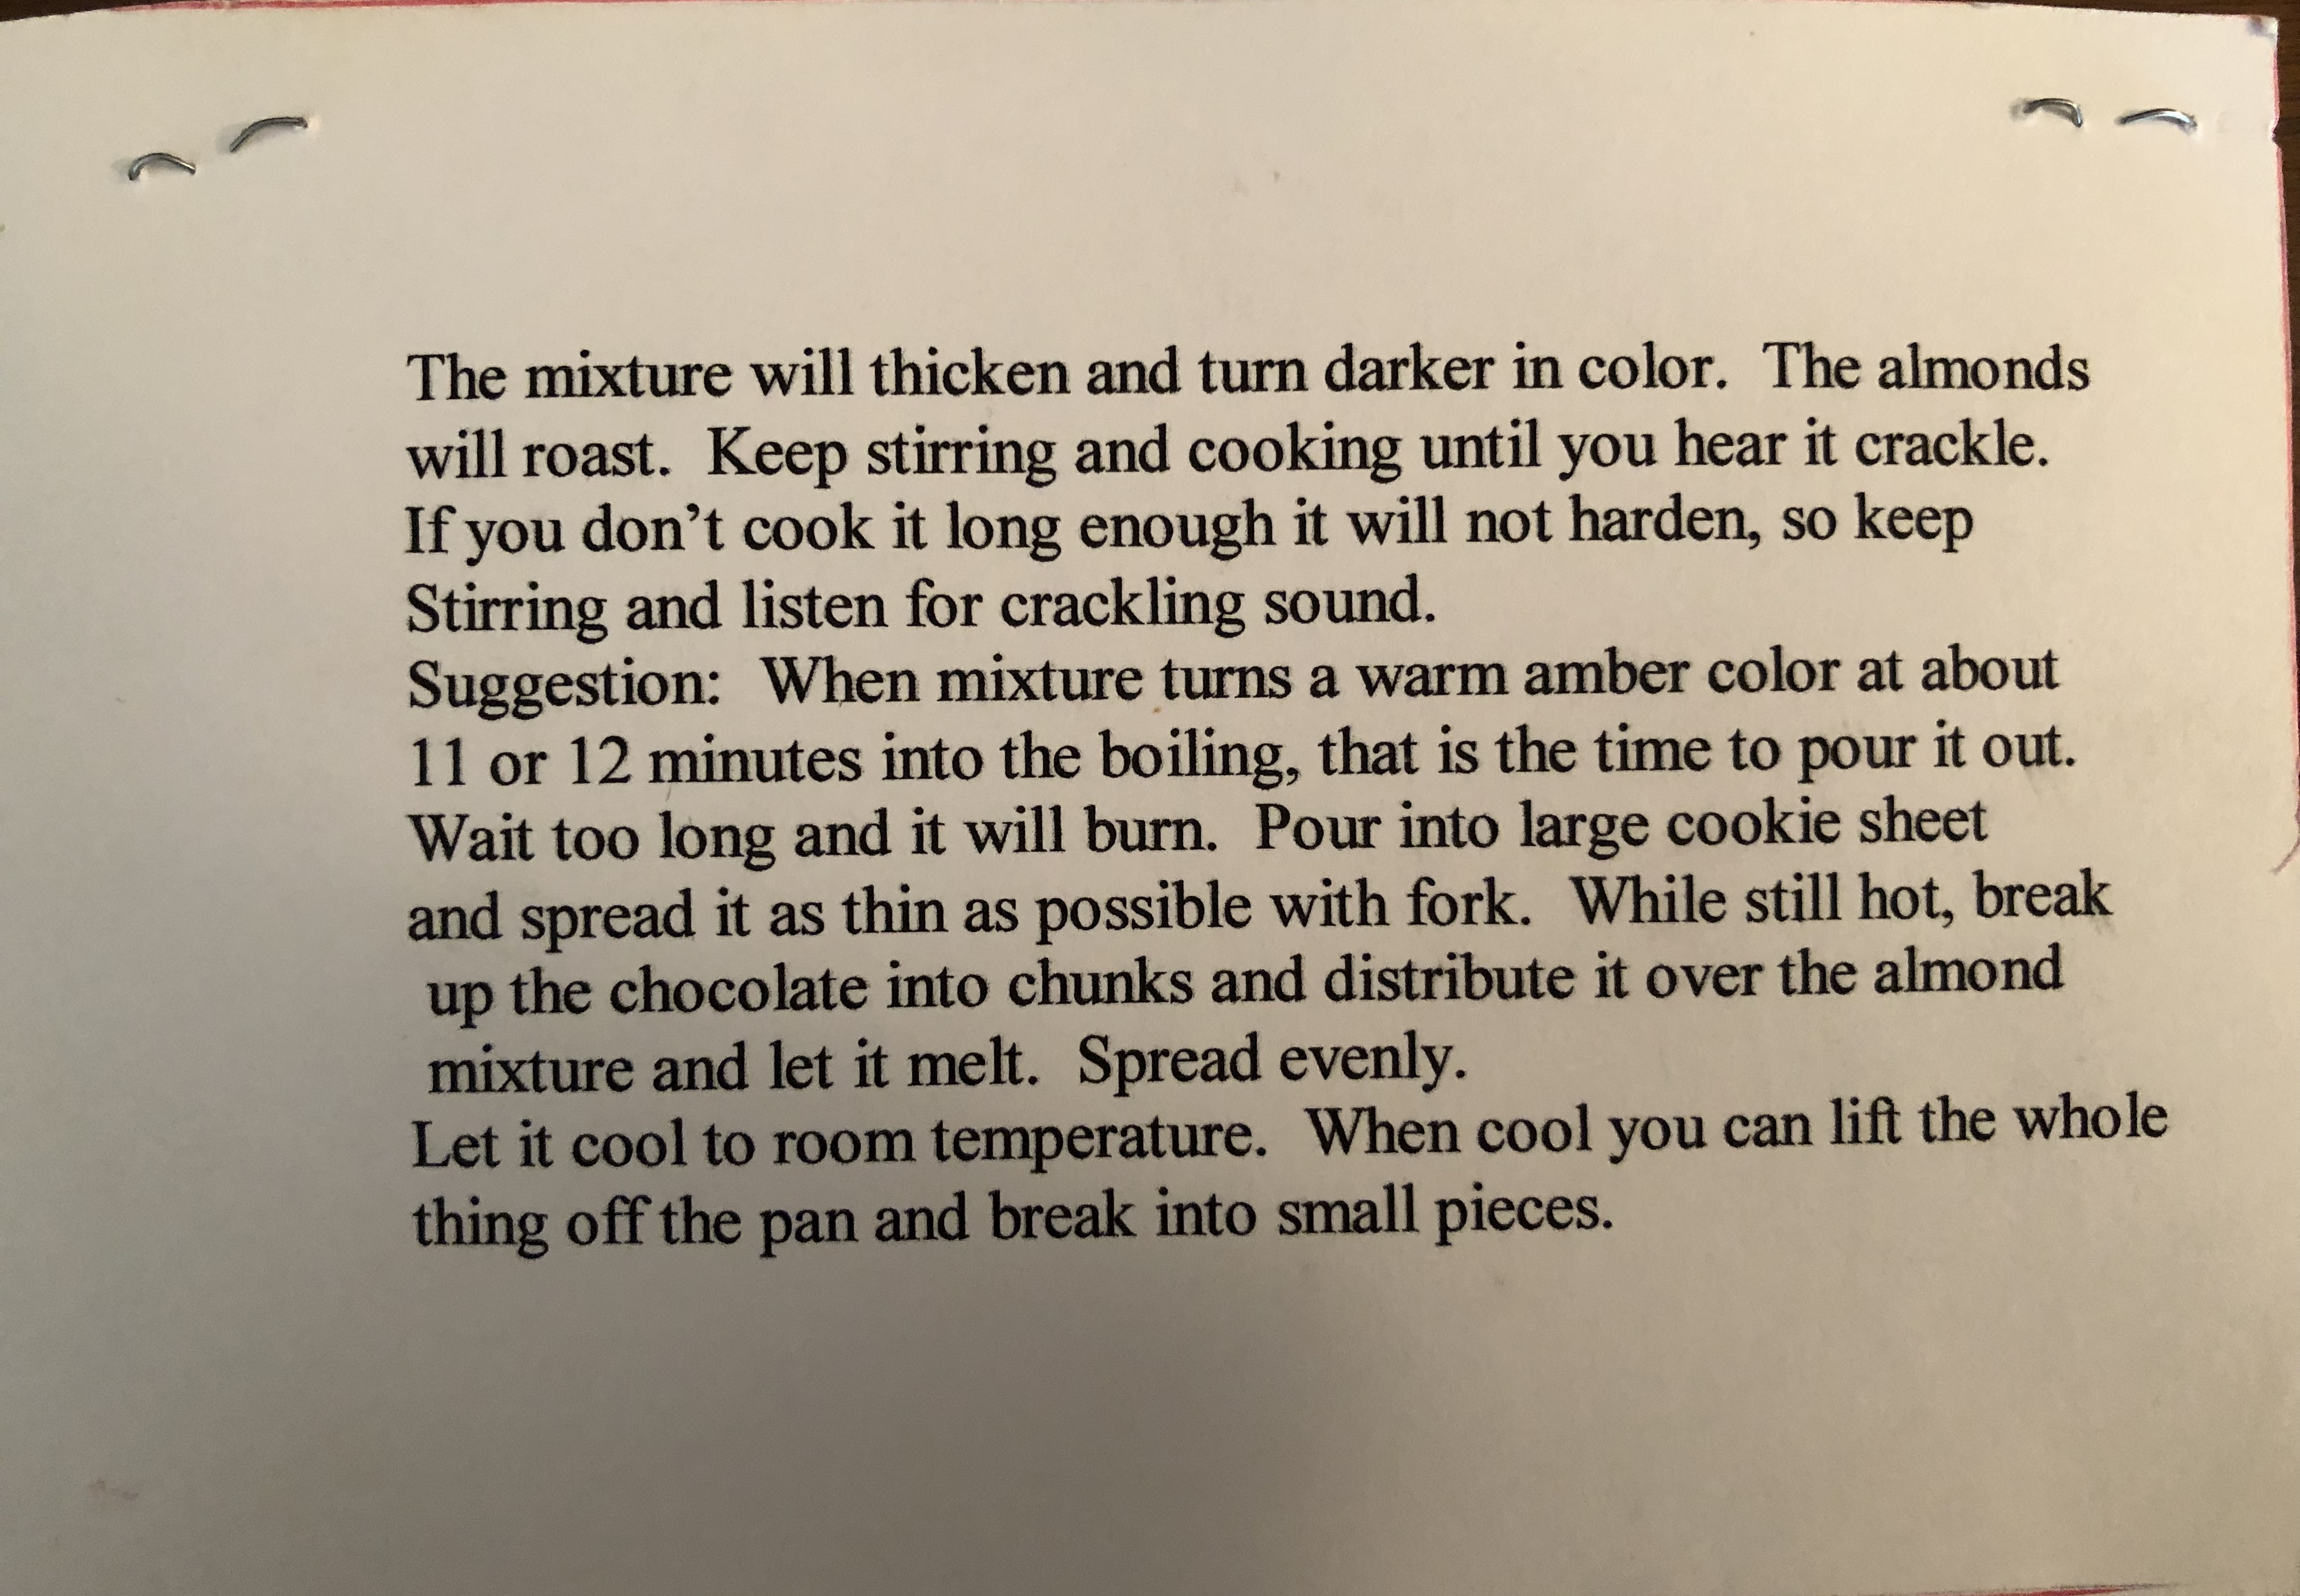 The mixture will thicken and turn darker in color.  The almonds
will roast.  Keep stirring and cooking until you hear it crackle.
If you don’t cook it long enough it will not harden, so keep
Stirring and listen for crackling sound.
Suggestion:  When mixture turns a warm amber color at about
11 or 12 minutes into the boiling, that is the time to pour it out.
Wait too long and it will burn.  Pour into large cookie sheet
and spread it as thin as possible with fork.  While still hot, break
up the chocolate into chunks and distribute it over the almond
mixture and let it melt.  Spread evenly.
Let it cool to room temperature.  When cool you can lift the whole
thing off the pan and break into small pieces.